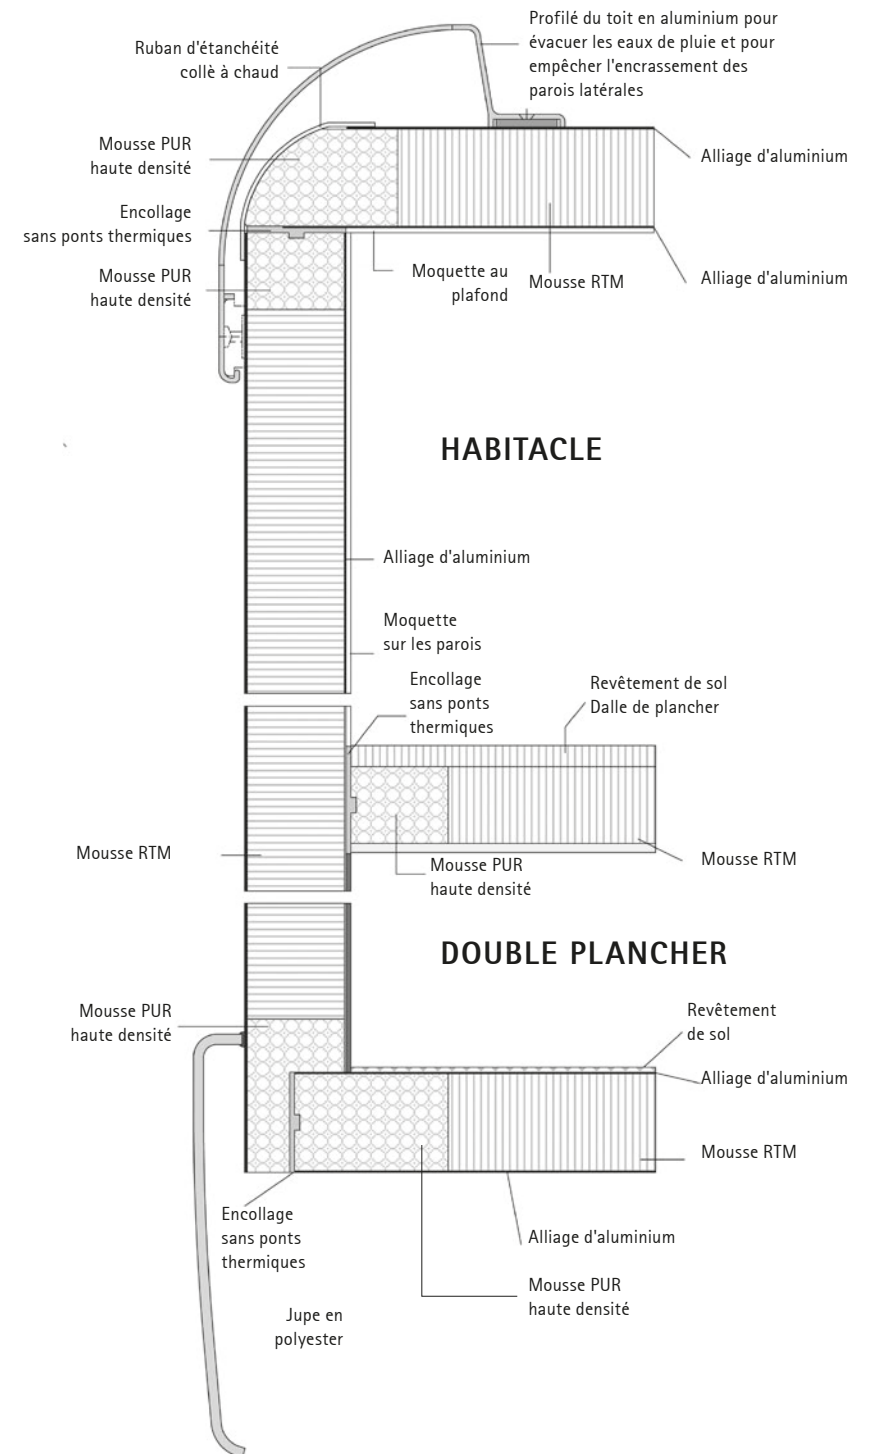 Profilé du toit en aluminium pour
évacuer les eaux de pluie et pour
empêcher l'encrassement des
parois latérales
Ruban d'étanchéité
collè à chaud
Mousse PUR
haute densité
Alliage d'aluminium
Encollage
sans ponts thermiques
Mousse PUR
haute densité
Moquette au
plafond
Mousse RTM
Alliage d'aluminium
HABITACLE
Alliage d'aluminium
Moquette
sur les parois
Encollage
sans ponts
thermiques
Revêtement de sol
Dalle de plancher
Mousse RTM
Mousse PUR
haute densité
Mousse RTM
DOUBLE PLANCHER
Mousse PUR
haute densité
Revêtement
de sol
Alliage d'aluminium
Mousse RTM
Encollage
sans ponts
thermiques
Alliage d'aluminium
Mousse PUR
haute densité
Jupe en
polyester